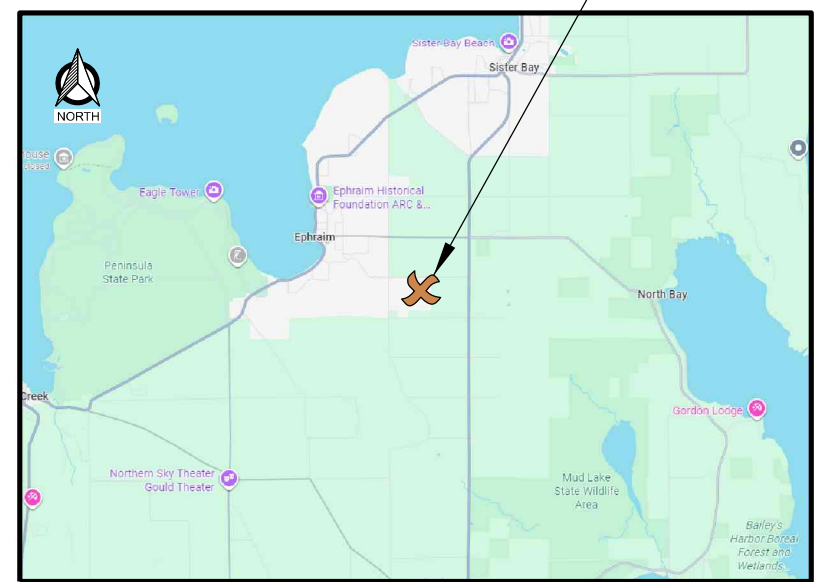 Sister Bay Beach
Sister Bay
NORTH
Eagle Tower
Ephraim Historical
Foundation ARC &...
Ephraim
Peninsula
State Park
North Bay
Creek
Gordon Lodge
Northern Sky Theater
Gould Theater
Mud Lake
State Wildlife
Area
Bailey's
Harbor Boreal
Forest and
Wetlands...